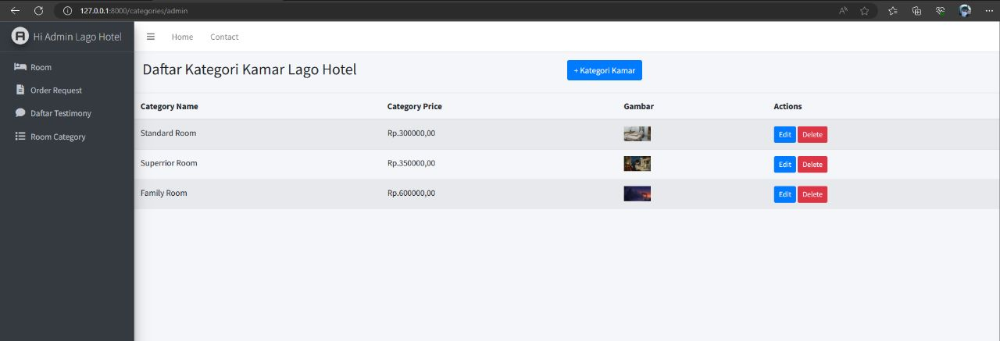 127.0.0.1:8000/categories/admin
Hi Admin Lago Hotel
Home Contact
Room
Order Request
Daftar Testimony
Room Category
Daftar Kategori Kamar Lago Hotel
+ Kategori Kamar
Category Name Category Price Gambar Actions
Standard Room Rp.300000,00 Edit Delete
Superrior Room Rp.350000,00 Edit Delete
Family Room Rp.600000,00 Edit Delete